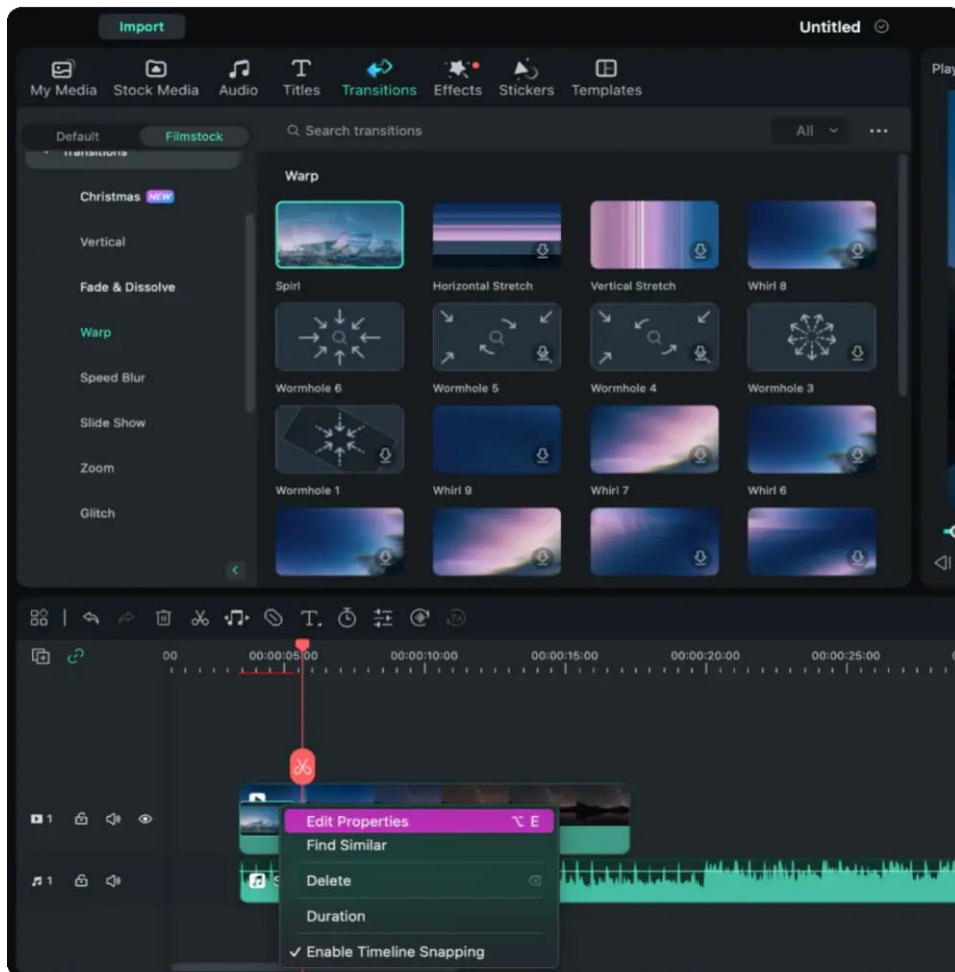 Import
Untitled
Play
My Media Stock Media Audio Titles Transitions Effects Stickers Templates
Default Filmstock
Search transitions
All
Transitions
Christmas NEW
Vertical
Fade & Dissolve
Warp
Speed Blur
Slide Show
Zoom
Glitch
Warp
Spirl Horizontal Stretch Vertical Stretch Whirl 8
Wormhole 6 Wormhole 5 Wormhole 4 Wormhole 3
Wormhole 1 Whirl 9 Whirl 7 Whirl 6
00 00:00:05:00 00:00:10:00 00:00:15:00 00:00:20:00 00:00:25:00
1
Edit Properties ⌥ E
Find Similar
1
S
Delete
Duration
✓ Enable Timeline Snapping